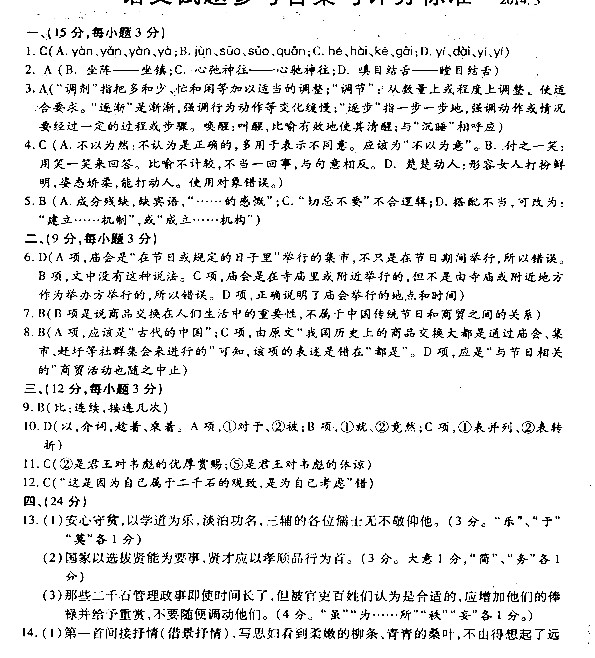 语文试题参考答案与评分标准 2014.3
一、(15分,每小题3分)
1. C(A. yàn,yǎn,yàn,yà;B. jùn,suō,suǒ,quān;C. hé,hài,ké,gāi;D. yí,dài,yì,yí)
2. A (B. 坐阵——坐镇;C. 心弛神往——心驰神往;D. 嗔目结舌——瞠目结舌)
3. A(“调剂”指把多和少、忙和闲等加以适当的调整;“调节”:从数量上或程度上调整、使适
合要求。“逐渐”是渐渐,强调行为动作等变化缓慢;“逐步”指一步一步地,强调动作或情况
要经过一定的过程或步骤。唤醒:叫醒,比喻有效地使其清醒;与“沉睡”相呼应)
4. C(A. 不以为然:不认为是正确的,多用于表示不同意。应该为“不以为意”。B. 付之一笑:
用笑一笑来回答。比喻不计较,不当一回事,与句意相反。D. 楚楚动人:形容女人打扮鲜
明,姿态娇柔,能打动人。使用对象错误。)
5. B(A. 成分残缺,缺宾语,“……的感慨”;C.“切忌不要”不合逻辑;D. 搭配不当,可改为:
“建立……机制”,或“成立……机构”)
二、(9分,每小题3分)
6. D(A项,庙会是“在节日或规定的日子里”举行的集市,不只是在节日期间举行,所以错误。
B项,文中没有这种说法。C项,庙会是在寺庙里或附近举行的,但不是由寺庙或附近地方
作为举办方举行的,所以错误。D项,正确说明了庙会举行的地点和时间)
7. B(B项是说商品交换在人们生活中的重要性,不属于中国传统节日和商贸之间的关系)
8. B(A项,应该是“古代的中国”;C项,由原文“我国历史上的商品交换大都是通过庙会、集
市、赶圩等社群集会来进行的”可知,该项的表述是错在“都是”。D项,应是“与节日相关
的”商贸活动也随之中止)
三、(12分,每小题3分)
9. B(比:连续,接连几次)
10. D(以,介词,趁着、乘着。A项,①对于、②被;B项,①就、②竟然;C项,①表并列、②表转
折)
11. C(②是君王对韦彪的优厚赏赐;⑤是君王对韦彪的体谅)
12. C(“这是因为自己属于二千石的规致,是为自己考虑”错)
四、(24分)
13. (1)安心守贫,以学道为乐,淡泊功名,三辅的各位儒士无不敬仰他。(3分。“乐”、“于”
“莫”各1分)
(2)国家以选拔贤能为要事,贤才应以孝顺品行为首。(3分。大意1分,“简”、“务”各1
分)
(3)那些二千石管理政事即使时间长了,但被官吏百姓们认为是合适的,应增加他们的俸
禄并给予重赏,不要随便调动他们。(4分。“虽”“为……所”“秩”“妄”各1分。)
14. (1)第一首间接抒情(借景抒情),写思妇看到柔嫩的柳条、青青的桑叶,不由得想起了远